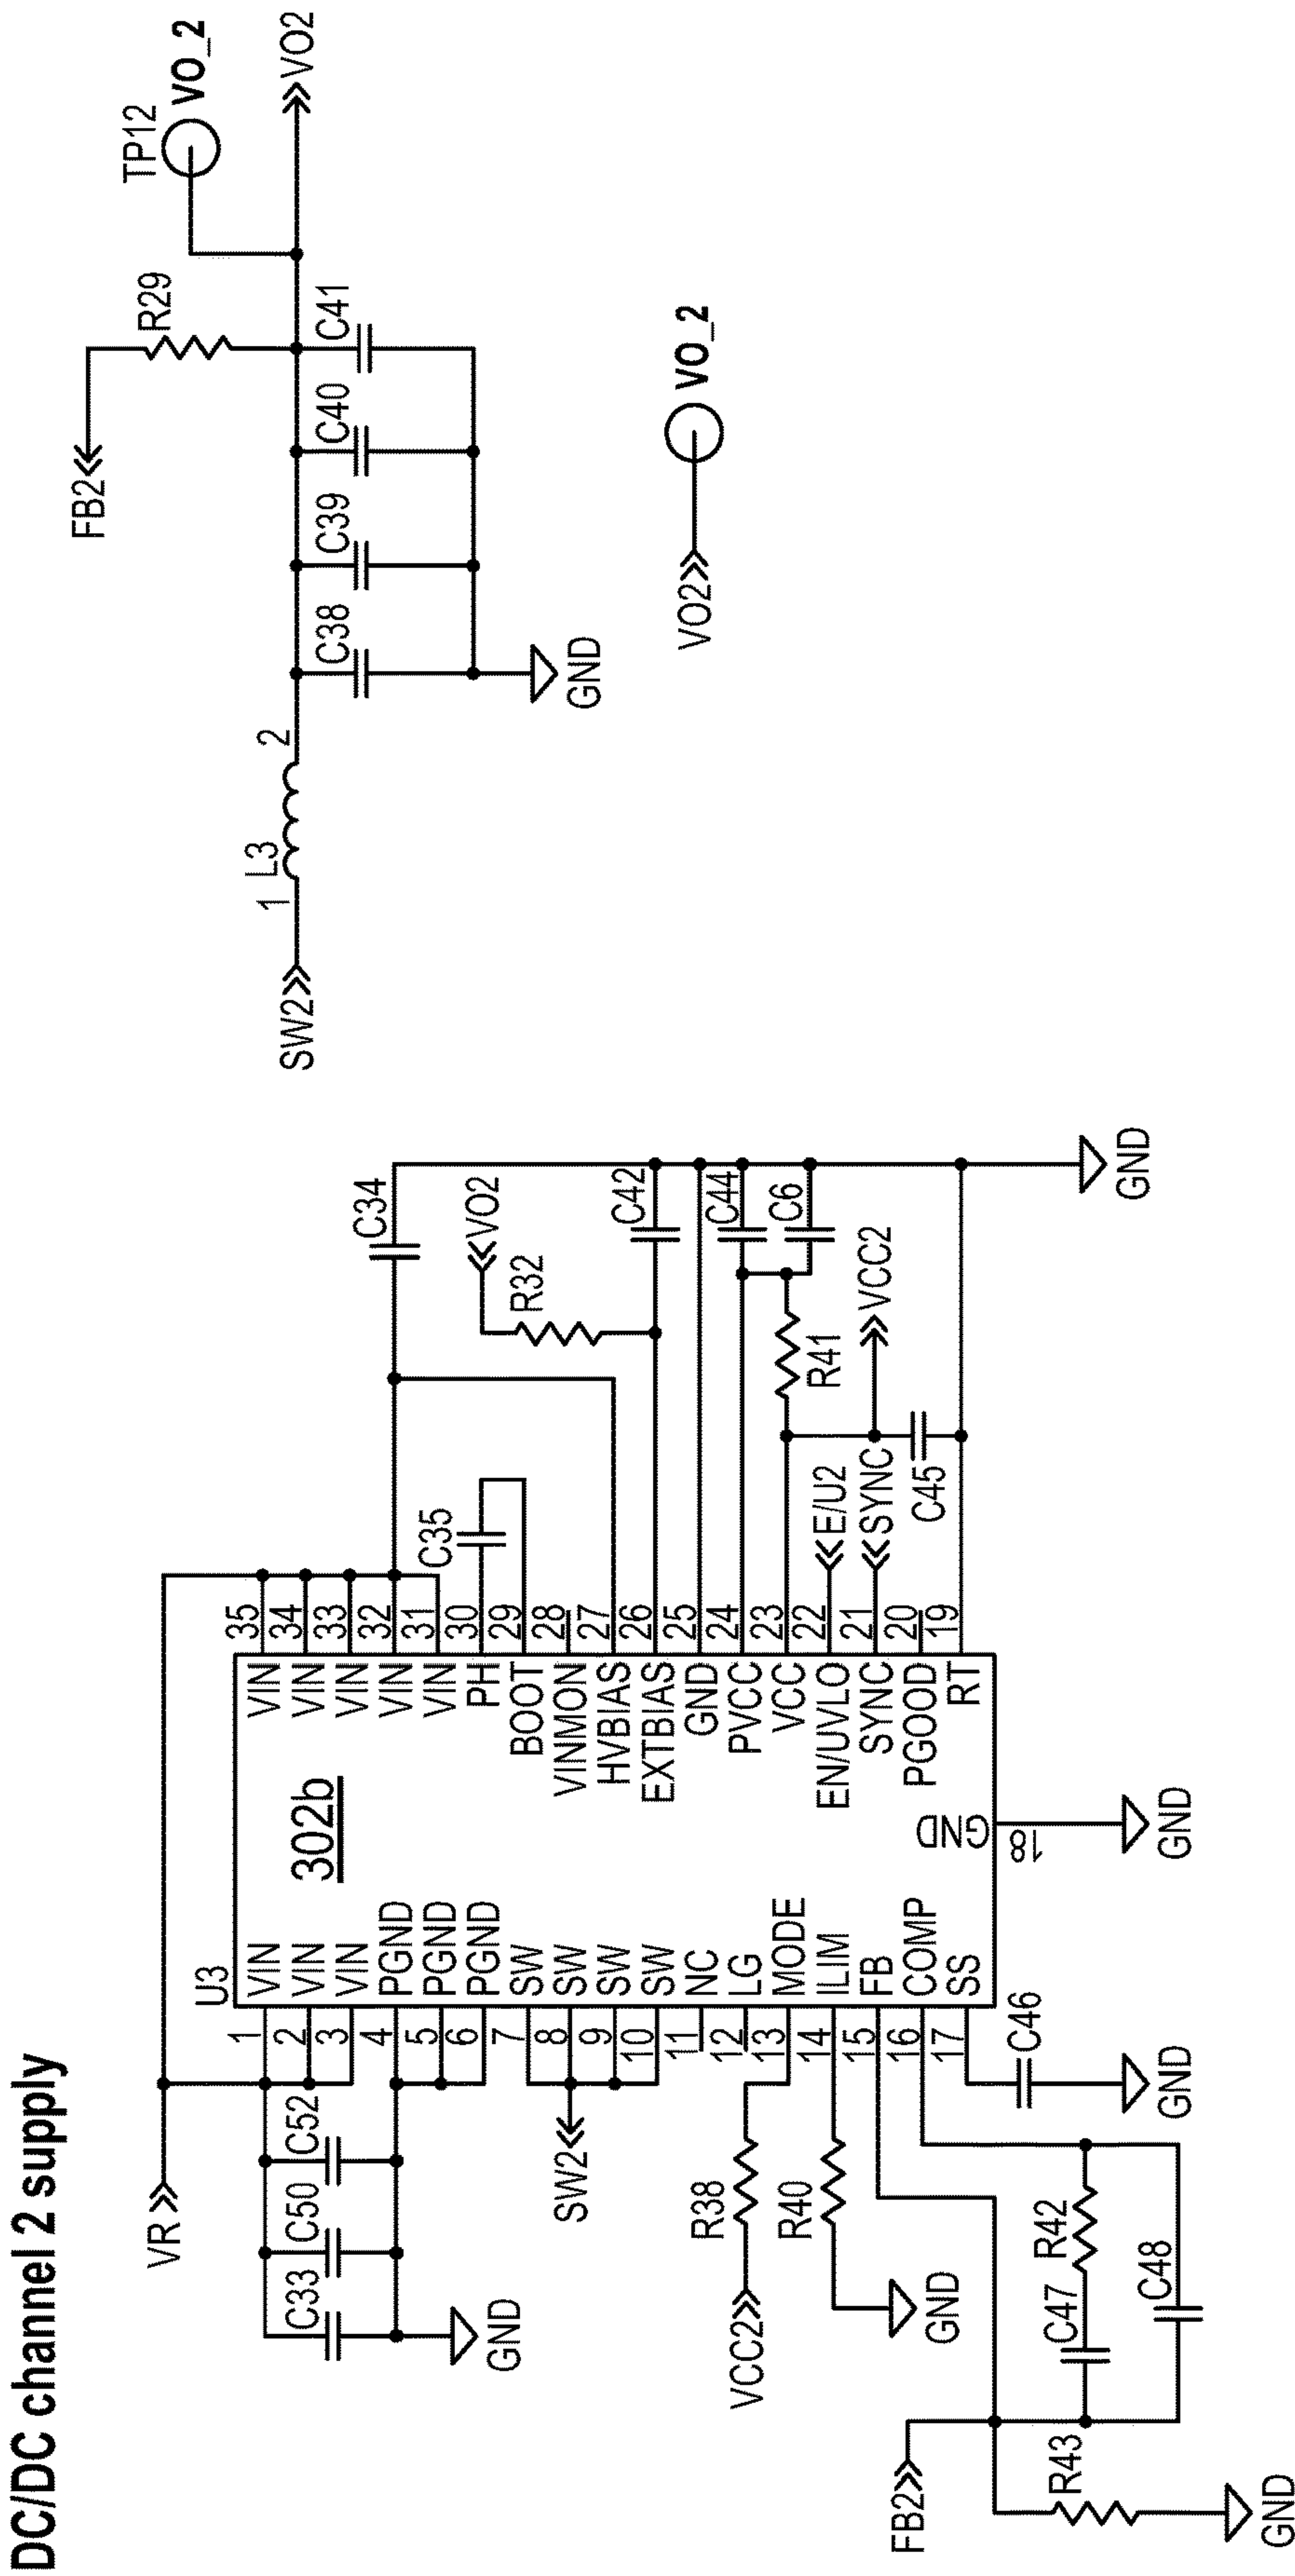 DC/DC channel 2 supply
VR
C33
C50
C52
GND
U3
302b
1 VIN
2 VIN
3 VIN
4 PGND
5 PGND
6 PGND
7 SW
8 SW
9 SW
10 SW
11 NC
12 LG
13 MODE
14 ILIM
15 FB
16 COMP
17 SS
GND
18
GND
VIN 35
VIN 34
VIN 33
VIN 32
VIN 31
PH 30
BOOT 29
VINMON 28
HVBIAS 27
EXTBIAS 26
GND 25
PVCC 24
VCC 23
EN/UVLO 22
SYNC 21
PGOOD 20
RT 19
SW2
VCC2
R38
R40
GND
FB2
R43
GND
C47
R42
C48
C46
GND
C35
C34
VO2
R32
C42
C44
C6
R41
E/U2
SYNC
VCC2
C45
GND
SW2
1
L3
2
C38
C39
C40
C41
GND
FB2
R29
TP12
VO_2
VO2
VO2
VO_2